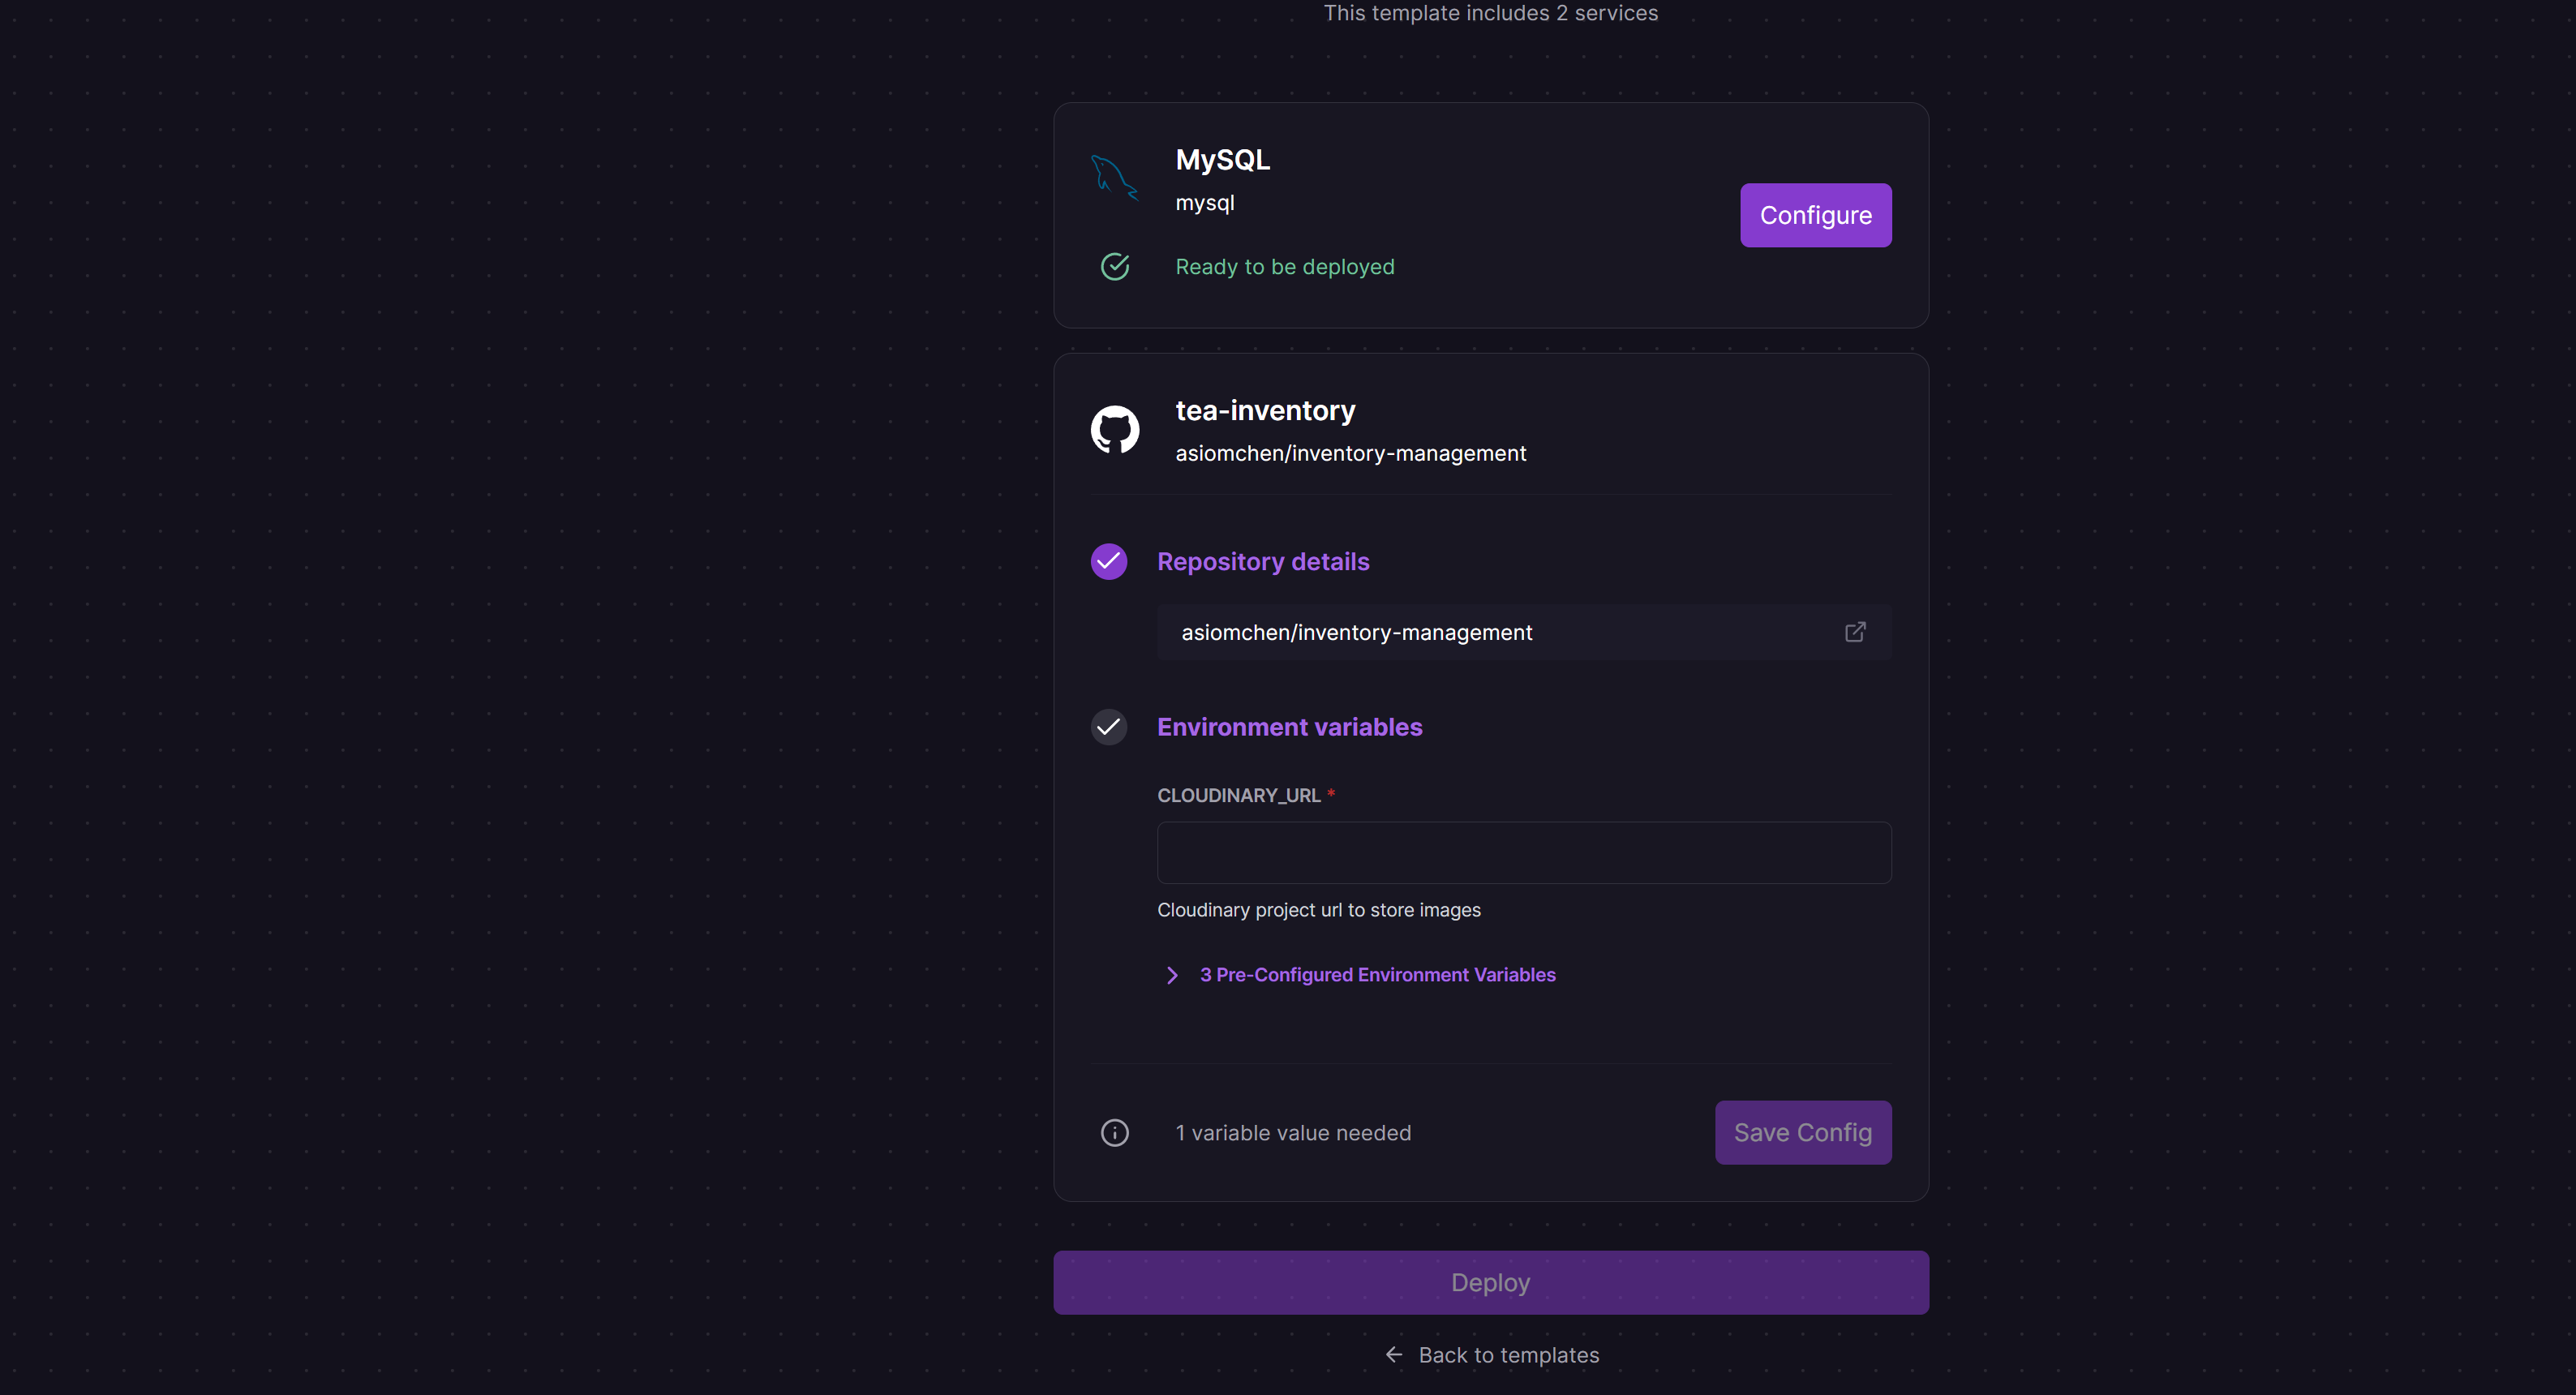 This template includes 2 services
MySQL
mysql
Configure
Ready to be deployed
tea-inventory
asiomchen/inventory-management
Repository details
asiomchen/inventory-management
Environment variables
CLOUDINARY_URL *
Cloudinary project url to store images
3 Pre-Configured Environment Variables
1 variable value needed
Save Config
Deploy
Back to templates